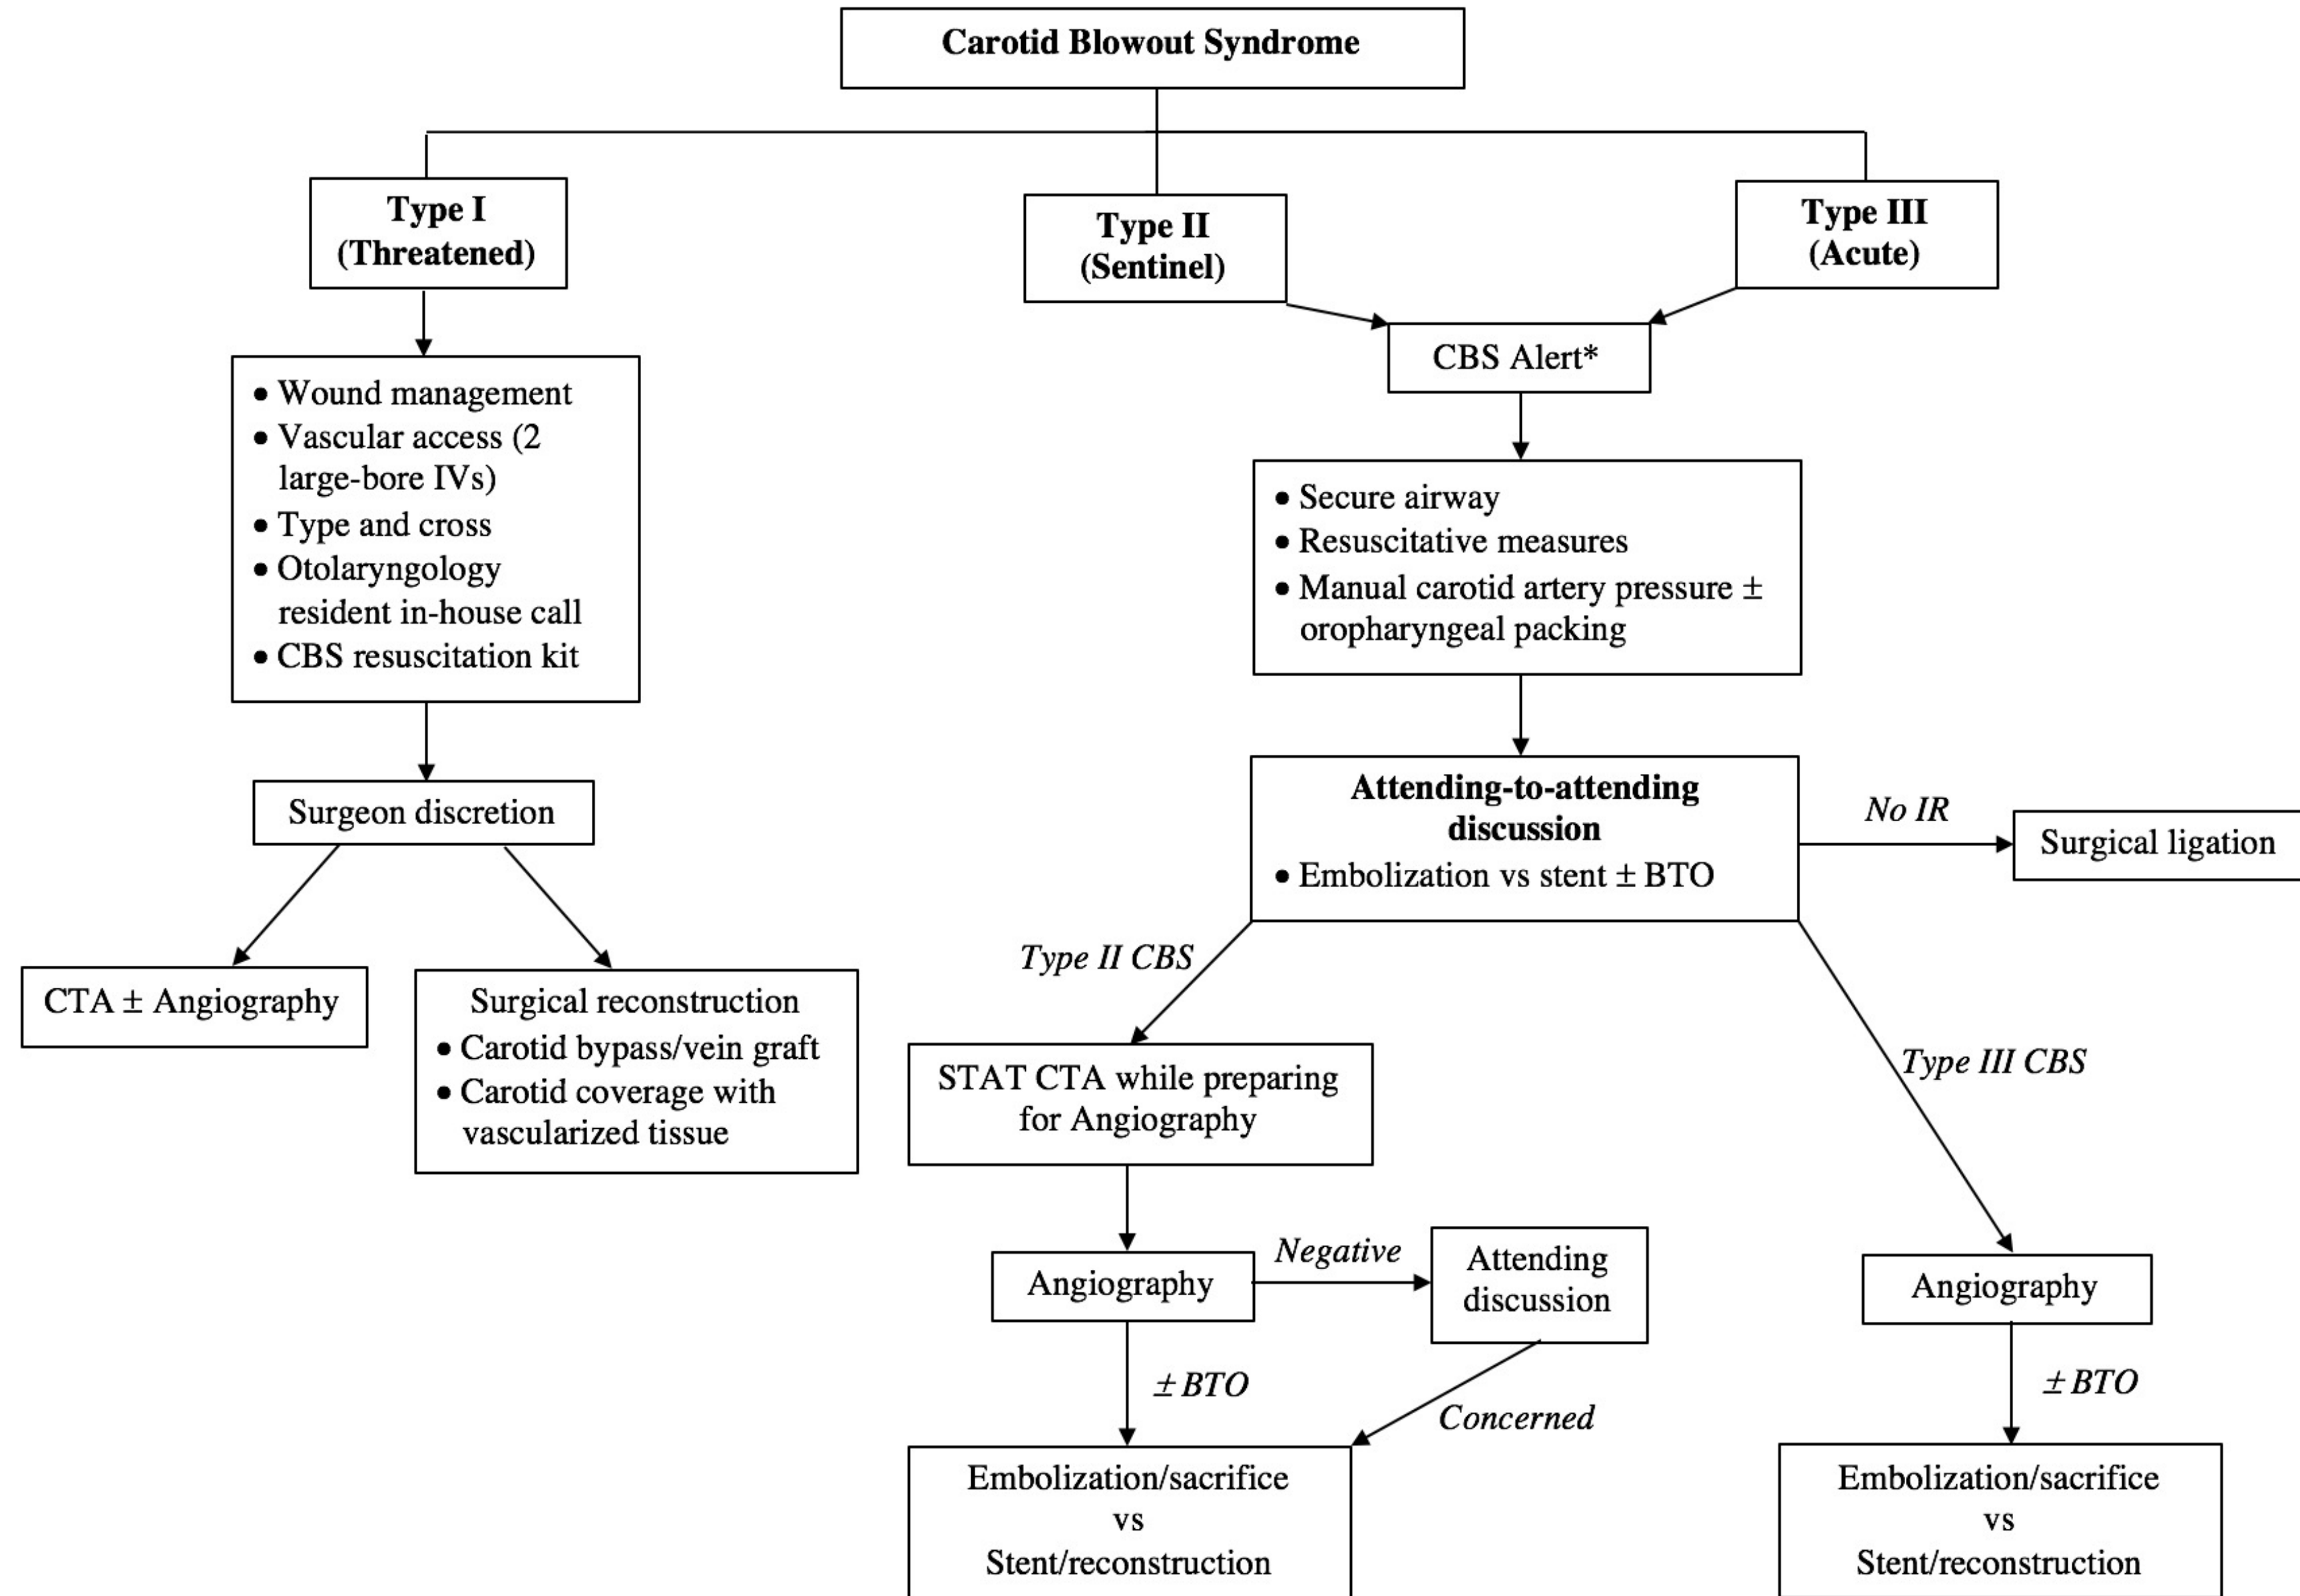 Carotid Blowout Syndrome
Type I
(Threatened)
Type II
(Sentinel)
Type III
(Acute)
• Wound management
• Vascular access (2
large-bore IVs)
• Type and cross
• Otolaryngology
resident in-house call
• CBS resuscitation kit
Surgeon discretion
CTA ± Angiography
Surgical reconstruction
• Carotid bypass/vein graft
• Carotid coverage with
vascularized tissue
CBS Alert*
• Secure airway
• Resuscitative measures
• Manual carotid artery pressure ±
oropharyngeal packing
Attending-to-attending
discussion
• Embolization vs stent ± BTO
No IR
Surgical ligation
Type II CBS
STAT CTA while preparing
for Angiography
Angiography
Negative
Attending
discussion
± BTO
Concerned
Embolization/sacrifice
vs
Stent/reconstruction
Type III CBS
Angiography
± BTO
Embolization/sacrifice
vs
Stent/reconstruction